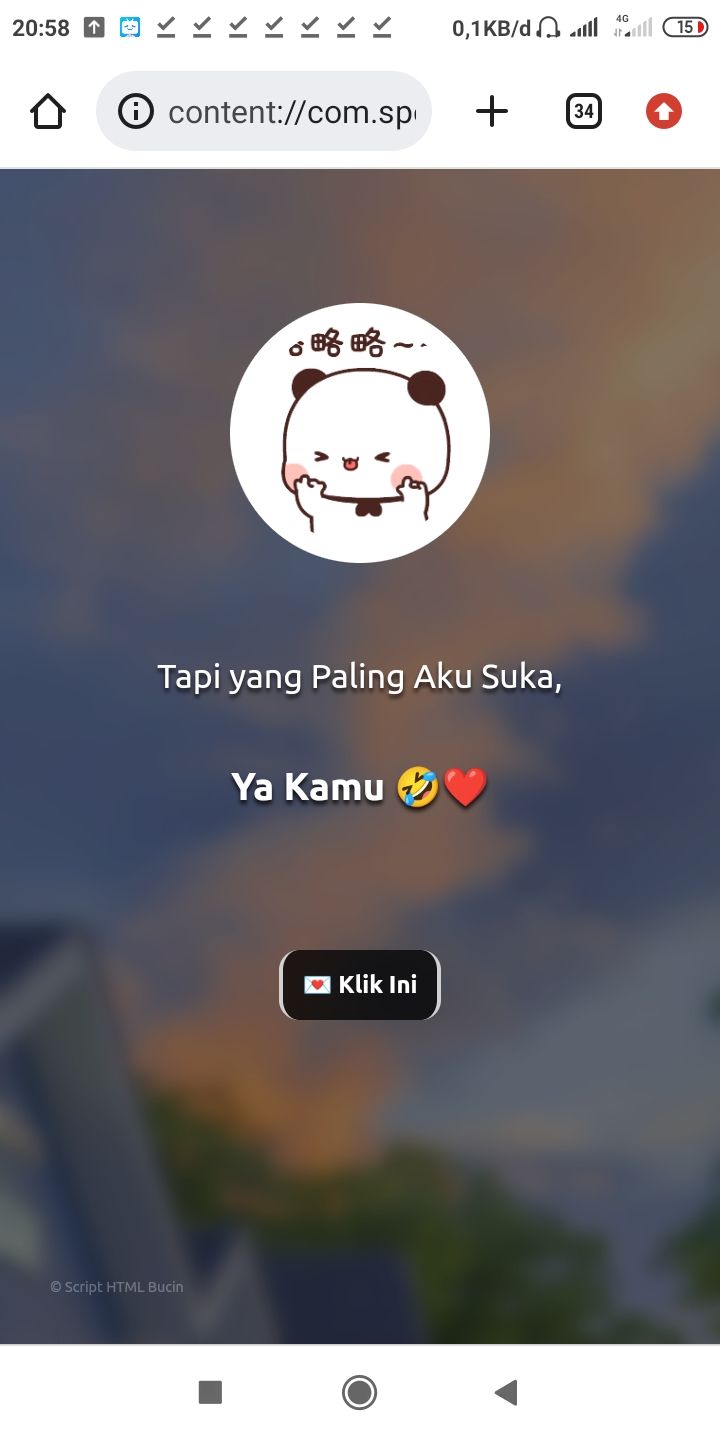 20:58 0,1KB/d 4G 15
content://com.sp
34
略略~
Tapi yang Paling Aku Suka,
Ya Kamu 🤣❤️
💌 Klik Ini
© Script HTML Bucin